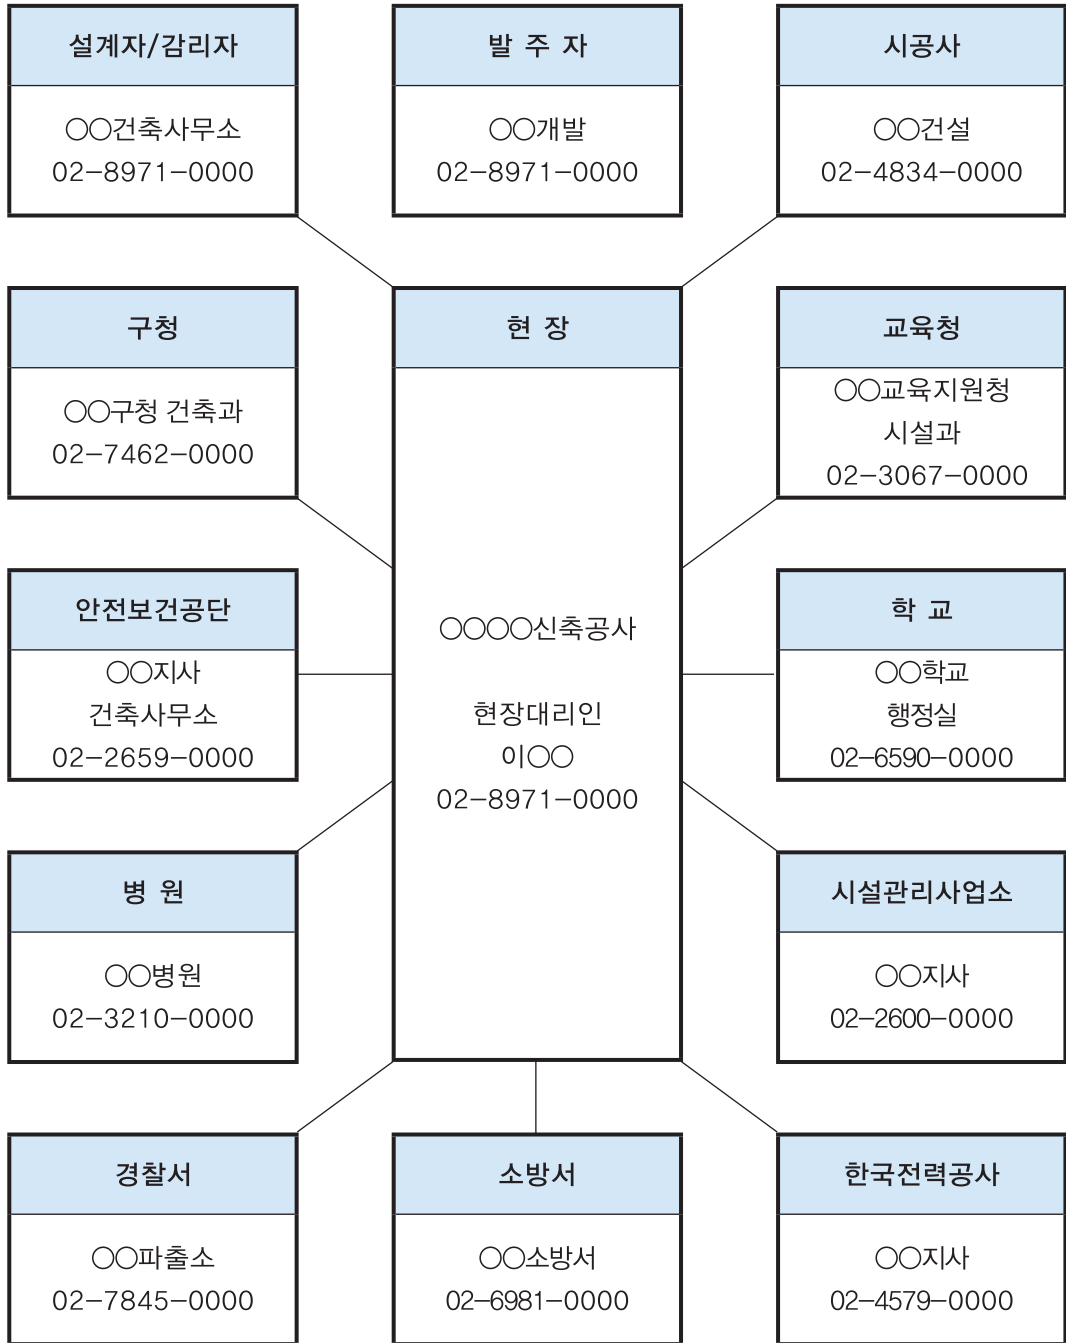 설계자/감리자
○○건축사무소
02-8971-0000
발 주 자
○○개발
02-8971-0000
시공사
○○건설
02-4834-0000
구청
○○구청 건축과
02-7462-0000
현 장
○○○○신축공사
현장대리인
이○○
02-8971-0000
교육청
○○교육지원청
시설과
02-3067-0000
안전보건공단
○○지사
건축사무소
02-2659-0000
학 교
○○학교
행정실
02-6590-0000
병 원
○○병원
02-3210-0000
시설관리사업소
○○지사
02-2600-0000
경찰서
○○파출소
02-7845-0000
소방서
○○소방서
02-6981-0000
한국전력공사
○○지사
02-4579-0000